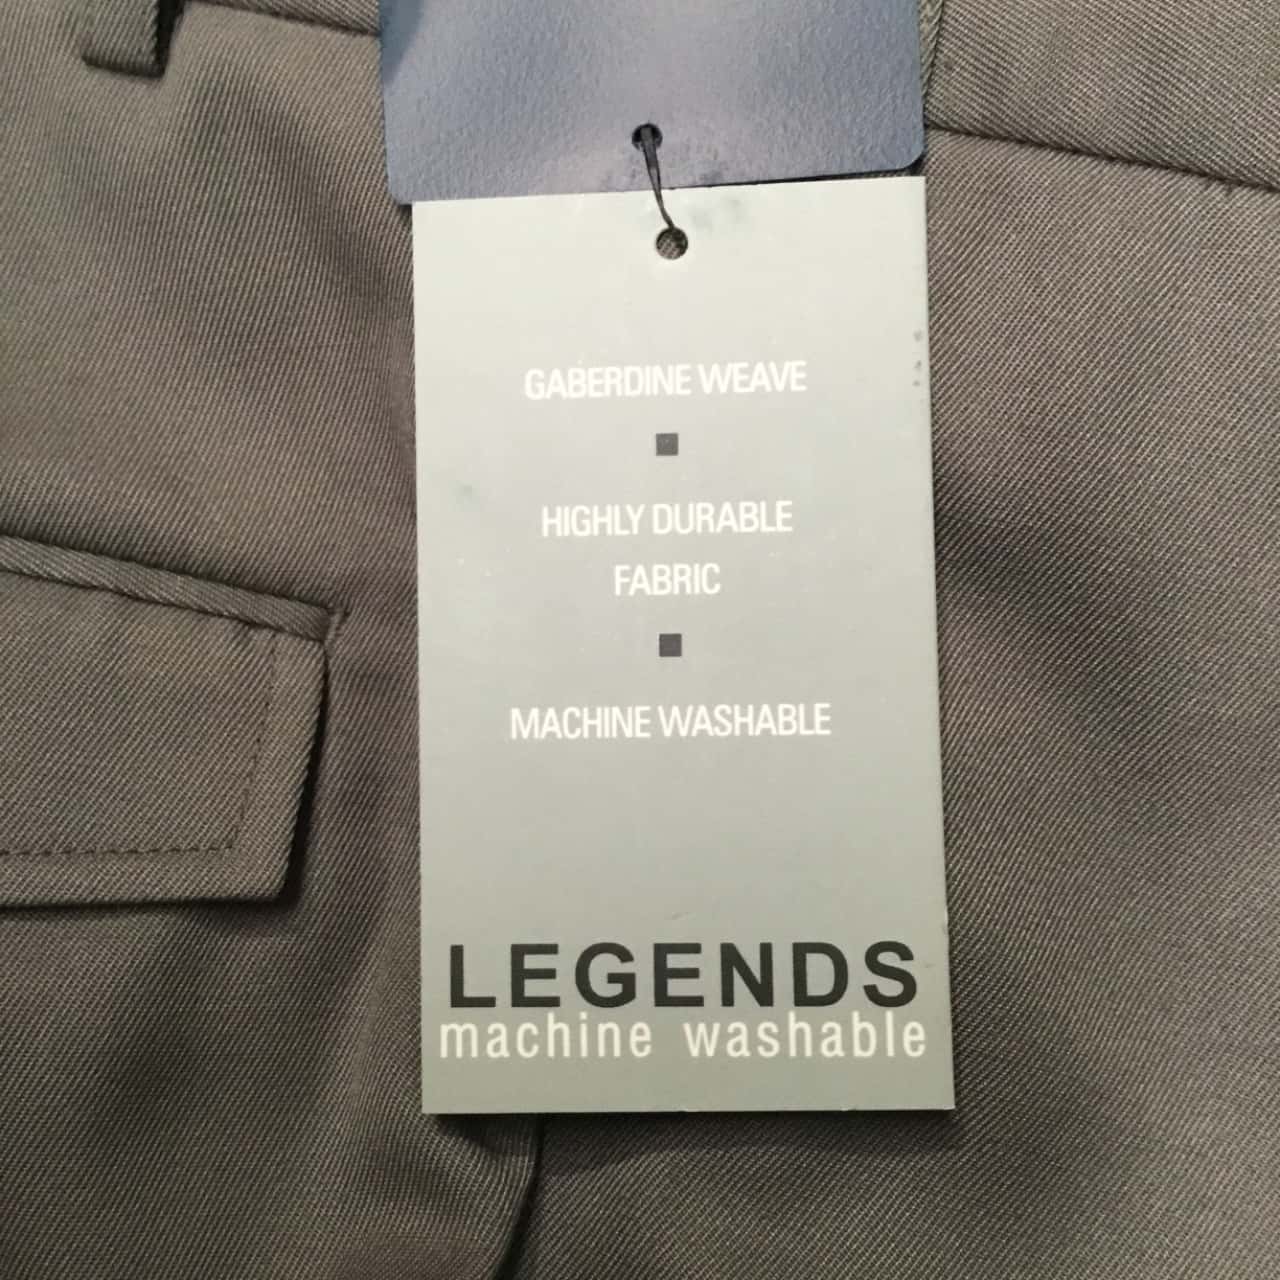 GABERDINE WEAVE
HIGHLY DURABLE
FABRIC
MACHINE WASHABLE
LEGENDS
machine washable